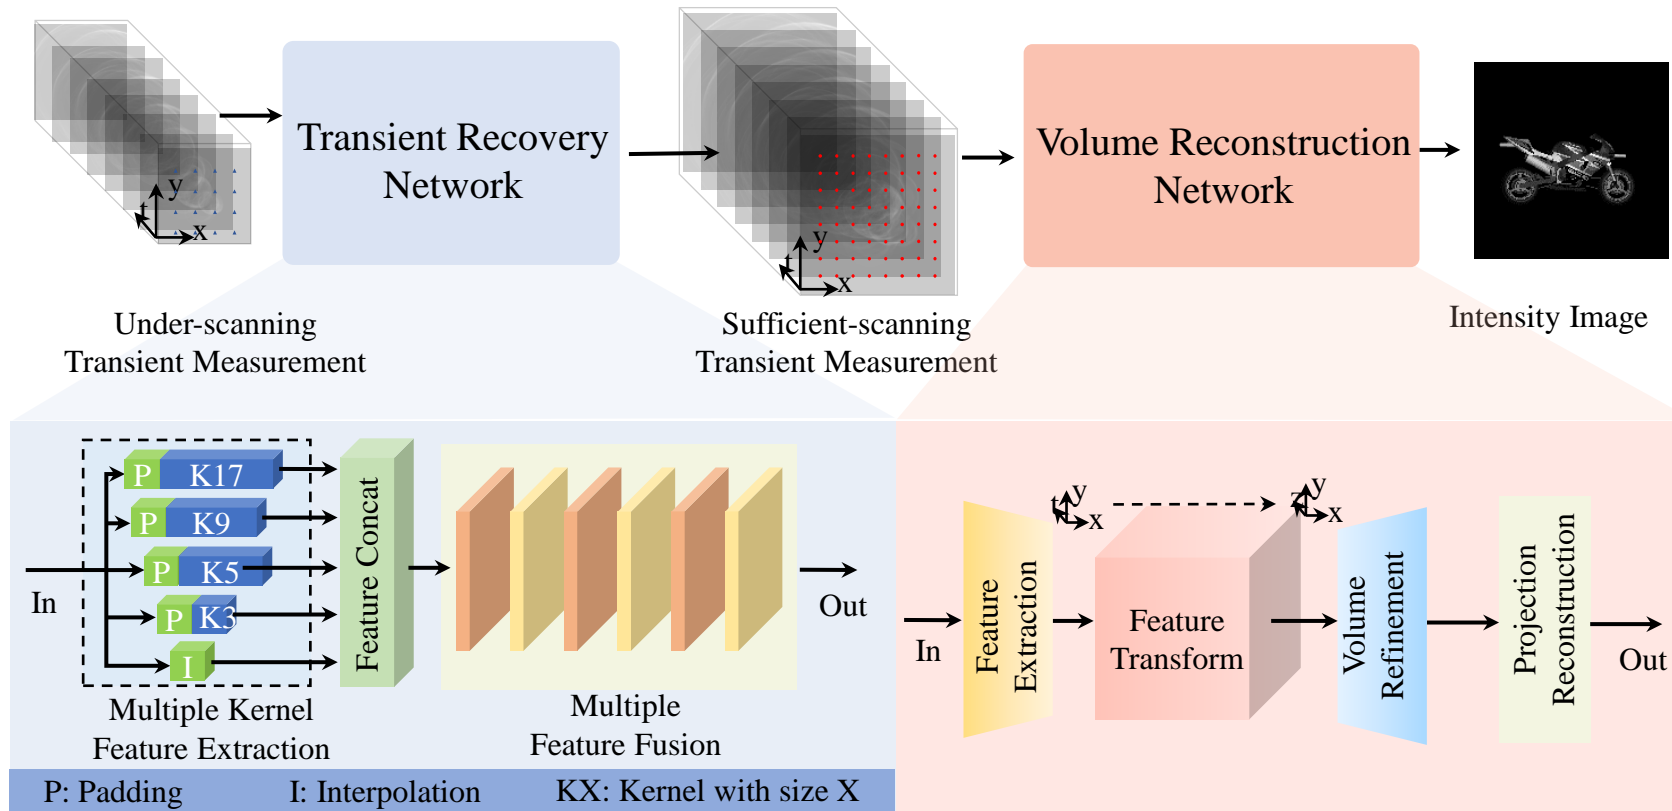 Transient Recovery
Network
Volume Reconstruction
Network
y
t
x
y
t
x
Under-scanning
Transient Measurement
Sufficient-scanning
Transient Measurement
Intensity Image
In
P K17
P K9
P K5
P K3
I
Feature Concat
Out
Multiple Kernel
Feature Extraction
Multiple
Feature Fusion
P: Padding
I: Interpolation
KX: Kernel with size X
In
Feature
Extraction
t y
x
Feature
Transform
z y
x
Volume
Refinement
Projection
Reconstruction
Out